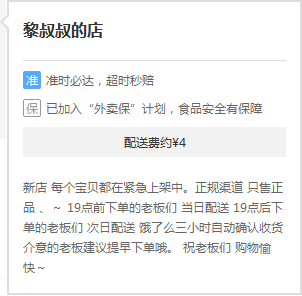 黎叔叔的店
准 准时必达，超时秒赔
保 已加入“外卖保”计划，食品安全有保障
配送费约¥4
新店 每个宝贝都在紧急上架中。正规渠道 只售正
品 、～ 19点前下单的老板们 当日配送 19点后下
单的老板们 次日配送 饿了么三小时自动确认收货
介意的老板建议提早下单哦。 祝老板们 购物愉
快～